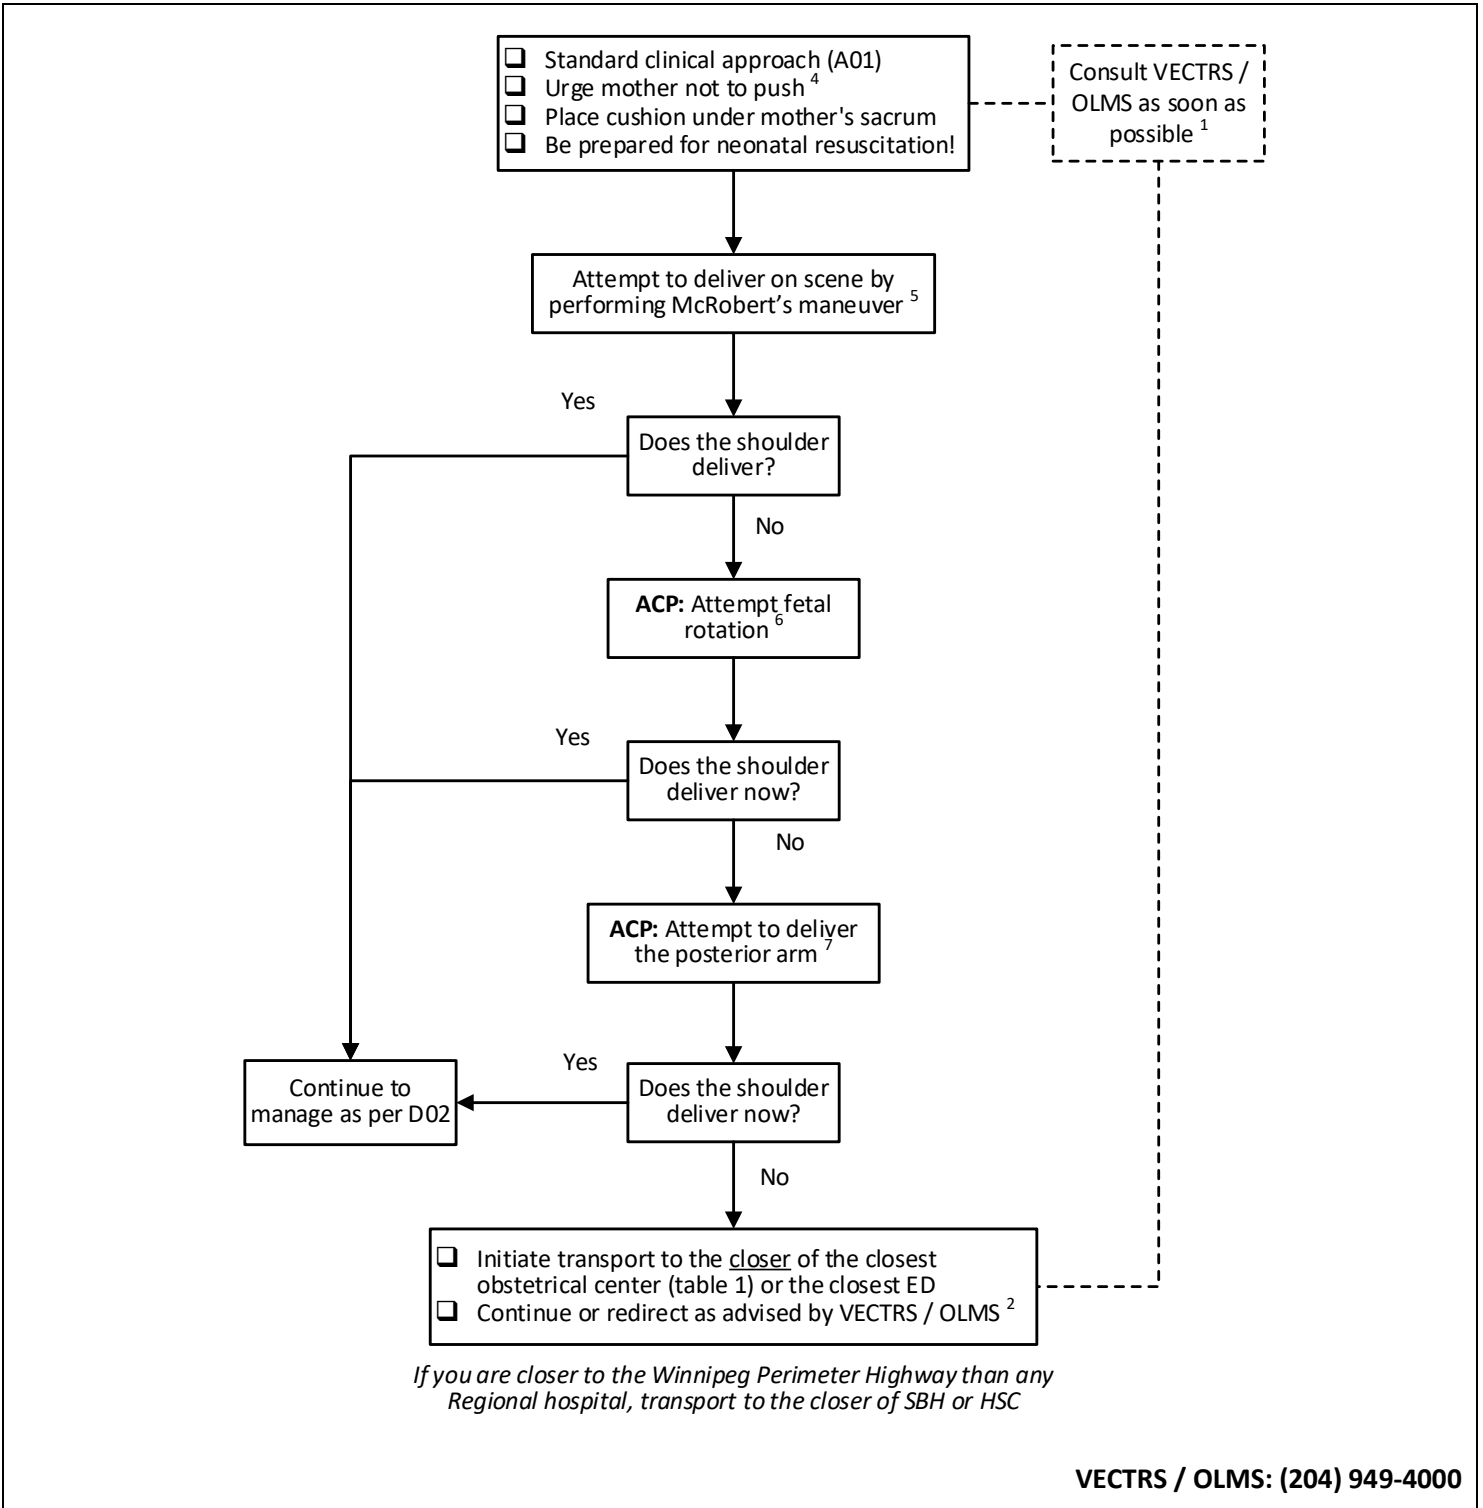 ❑ Standard clinical approach (A01)
❑ Urge mother not to push 4
❑ Place cushion under mother's sacrum
❑ Be prepared for neonatal resuscitation!
Consult VECTRS /
OLMS as soon as
possible 1
Attempt to deliver on scene by
performing McRobert’s maneuver 5
Yes
Does the shoulder
deliver?
No
ACP: Attempt fetal
rotation 6
Yes
Does the shoulder
deliver now?
No
ACP: Attempt to deliver
the posterior arm 7
Yes
Does the shoulder
deliver now?
Continue to
manage as per D02
No
❑ Initiate transport to the closer of the closest
obstetrical center (table 1) or the closest ED
❑ Continue or redirect as advised by VECTRS / OLMS 2
If you are closer to the Winnipeg Perimeter Highway than any
Regional hospital, transport to the closer of SBH or HSC
VECTRS / OLMS: (204) 949-4000